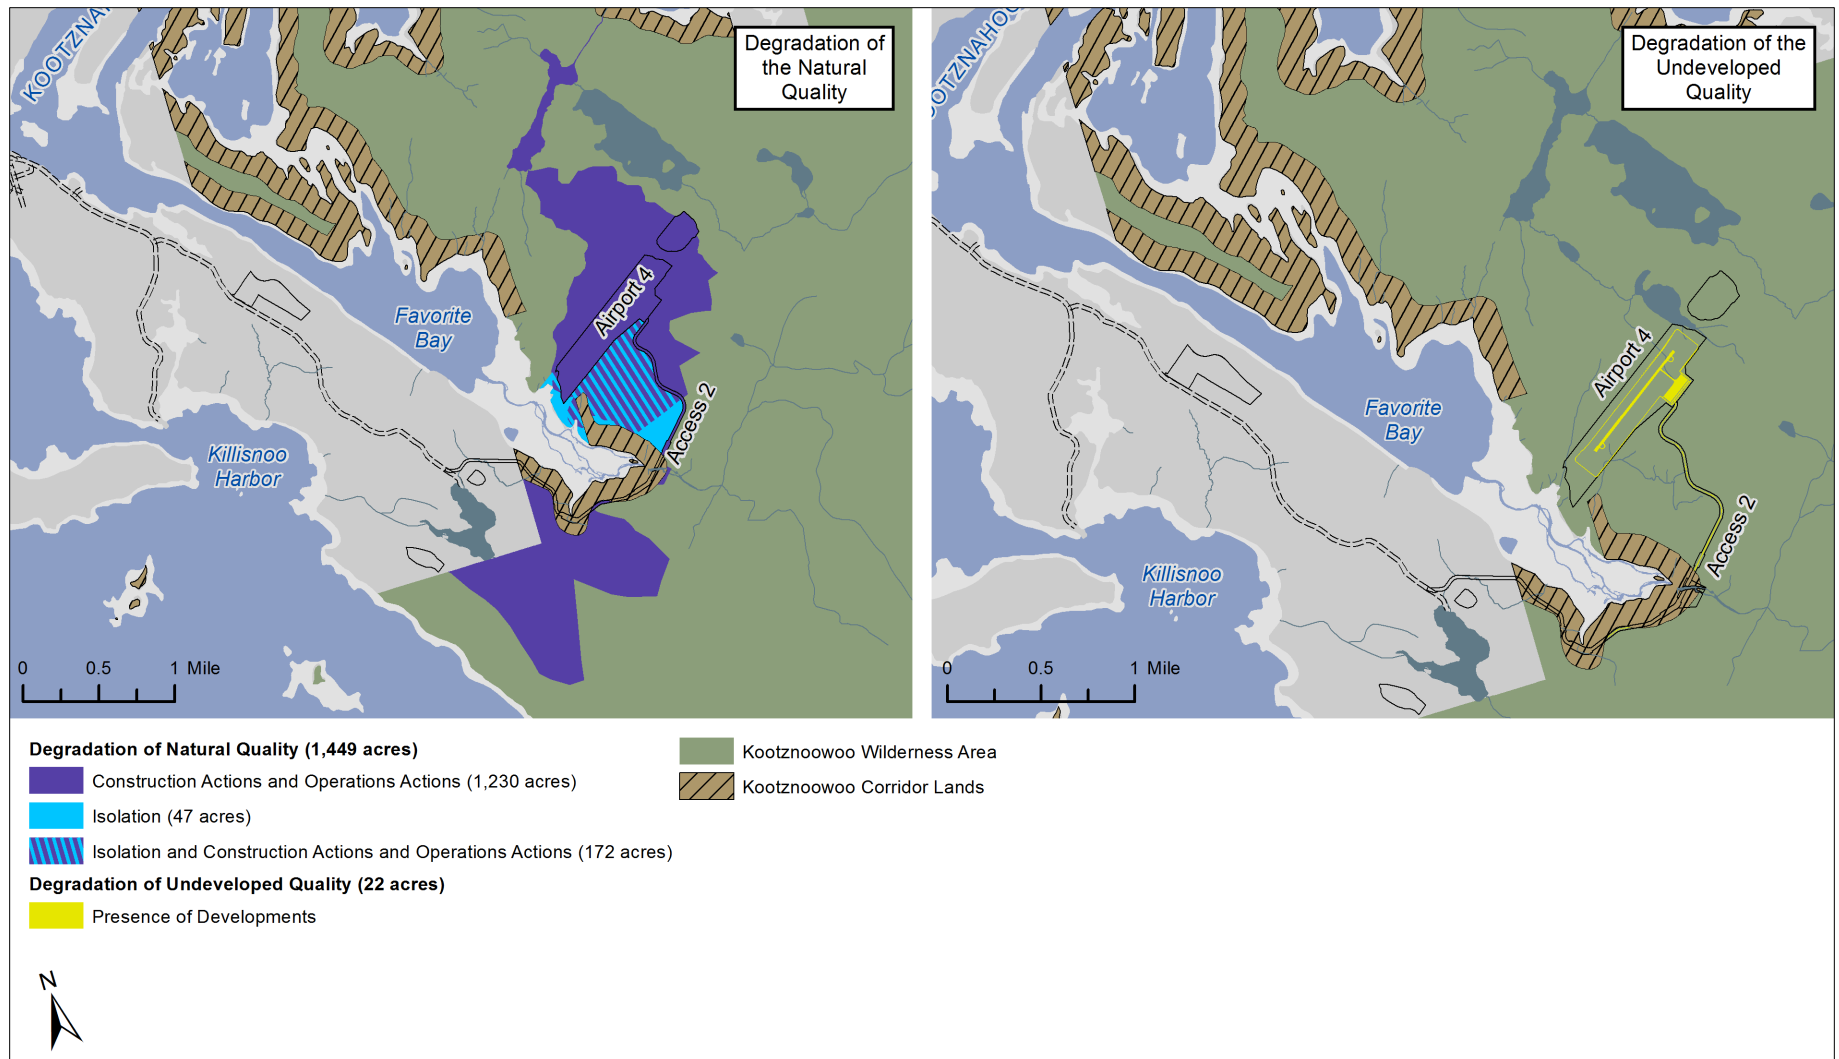 KOOTZNA
Degradation of
the Natural
Quality
Airport 4
Favorite
Bay
Access 2
Killisnoo
Harbor
0 0.5 1 Mile
OOTZNAHOO
Degradation of the
Undeveloped
Quality
Airport 4
Favorite
Bay
Access 2
Killisnoo
Harbor
0 0.5 1 Mile
Degradation of Natural Quality (1,449 acres)
Construction Actions and Operations Actions (1,230 acres)
Isolation (47 acres)
Isolation and Construction Actions and Operations Actions (172 acres)
Degradation of Undeveloped Quality (22 acres)
Presence of Developments
Kootznoowoo Wilderness Area
Kootznoowoo Corridor Lands
N